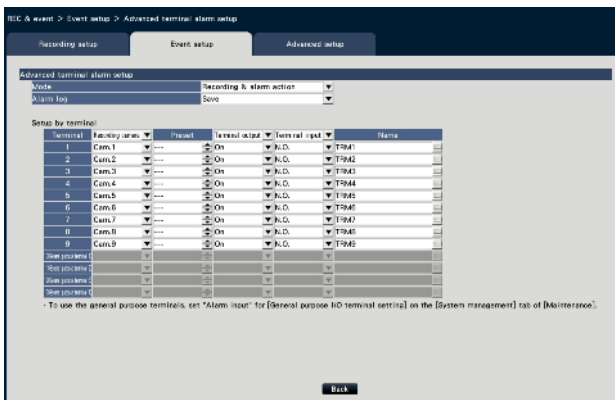 REC & event > Event setup > Advanced terminal alarm setup
Recording setup Event setup Advanced setup
Advanced terminal alarm setup
Mode Recording & alarm action
Alarm log Save
Setup by terminal
Terminal Recording camera Preset Terminal output Terminal input Name
1 Cam.1 --- On N.O. TRM1
2 Cam.2 --- On N.O. TRM2
3 Cam.3 --- On N.O. TRM3
4 Cam.4 --- On N.O. TRM4
5 Cam.5 --- On N.O. TRM5
6 Cam.6 --- On N.O. TRM6
7 Cam.7 --- On N.O. TRM7
8 Cam.8 --- On N.O. TRM8
9 Cam.9 --- On N.O. TRM9
- To use the general purpose terminals, set "Alarm input" for [General purpose I/O terminal setting] on the [System management] tab of [Maintenance].
Back